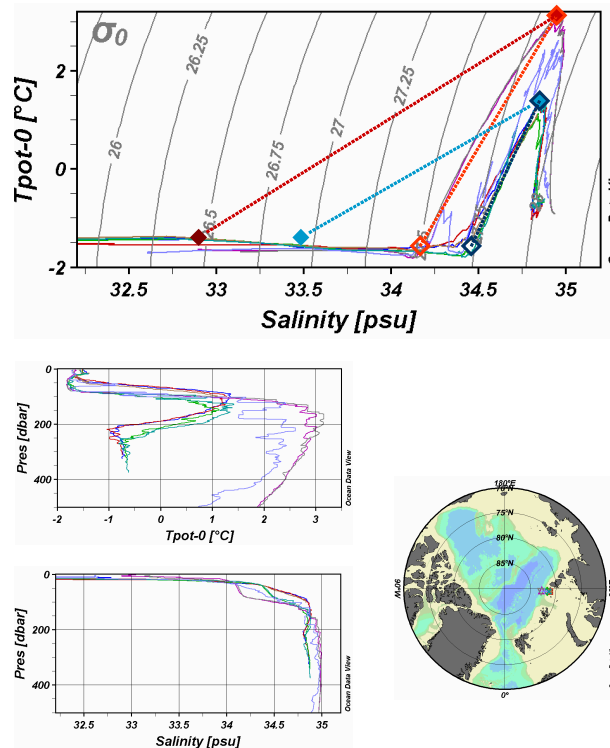 σ₀
26
26.25
26.5
26.75
27
27.25
Tpot-0 [°C]
2
0
-2
32.5
33
33.5
34
34.5
35
Salinity [psu]
0
200
400
Pres [dbar]
-2
-1
0
1
2
3
Tpot-0 [°C]
Ocean Data View
0
200
400
Pres [dbar]
32.5
33
33.5
34
34.5
35
Salinity [psu]
Ocean Data View
180°E
70°N
75°N
80°N
85°N
90°W
0°